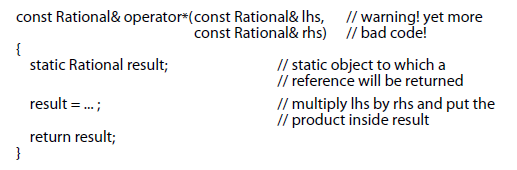 const Rational& operator*(const Rational& lhs, // warning! yet more
const Rational& rhs) // bad code!
{
static Rational result; // static object to which a
// reference will be returned
result = ... ; // multiply lhs by rhs and put the
// product inside result
return result;
}